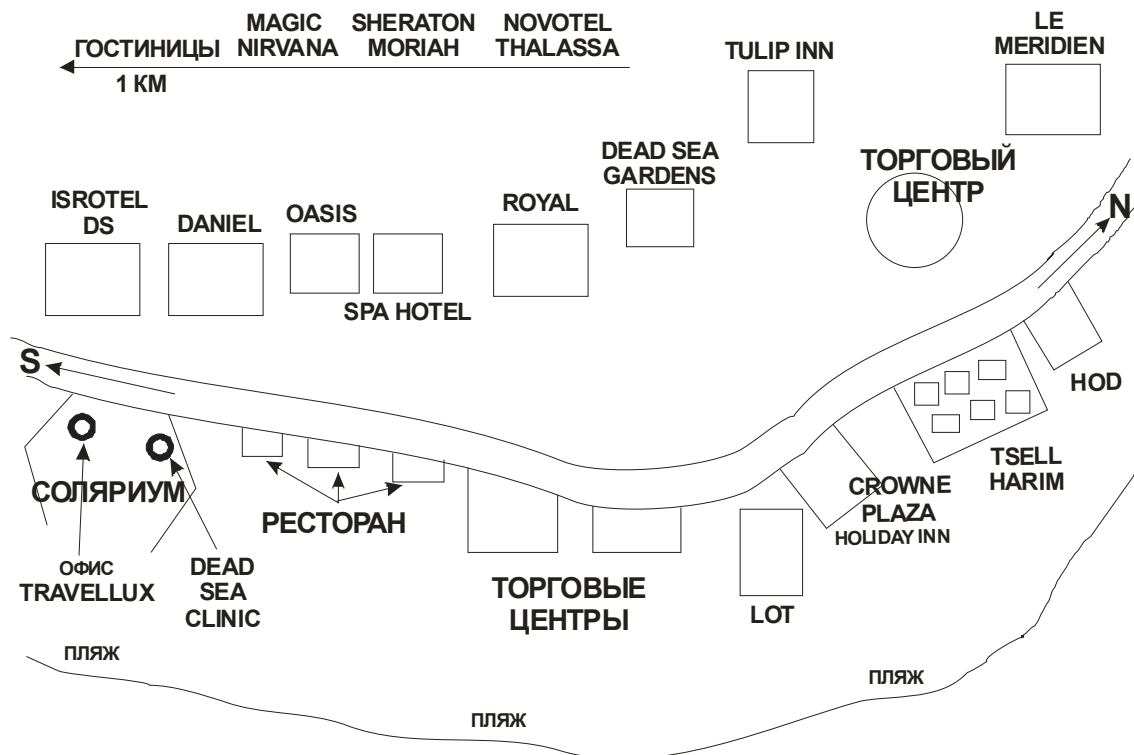 ГОСТИНИЦЫ
1 КМ
MAGIC
NIRVANA
SHERATON
MORIAH
NOVOTEL
THALASSA
TULIP INN
LE
MERIDIEN
DEAD SEA
GARDENS
ТОРГОВЫЙ
ЦЕНТР
ISROTEL
DS
DANIEL
OASIS
SPA HOTEL
ROYAL
N
S
HOD
TSELL
HARIM
CROWNE
PLAZA
HOLIDAY INN
СОЛЯРИУМ
РЕСТОРАН
ОФИС
TRAVELLUX
DEAD
SEA
CLINIC
ТОРГОВЫЕ
ЦЕНТРЫ
LOT
ПЛЯЖ
ПЛЯЖ
ПЛЯЖ